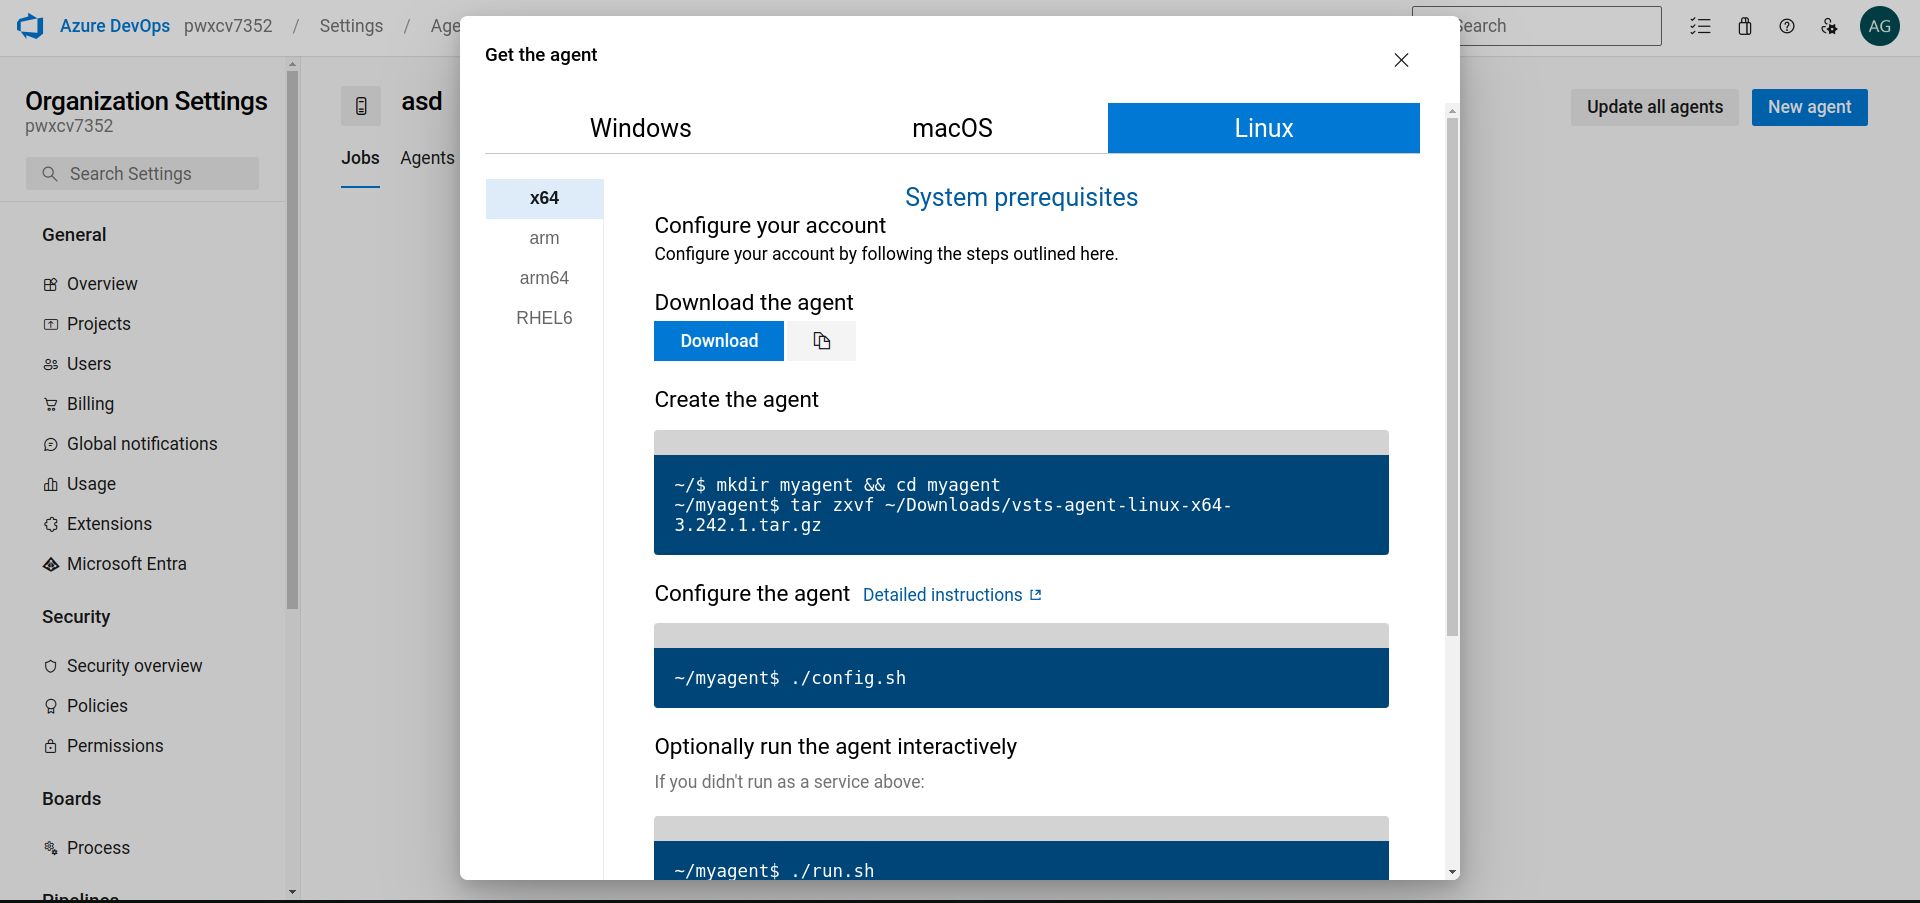 Azure DevOps pwxcv7352 / Settings / Age
Search
AG
Organization Settings
pwxcv7352
Search Settings
General
Overview
Projects
Users
Billing
Global notifications
Usage
Extensions
Microsoft Entra
Security
Security overview
Policies
Permissions
Boards
Process
Pipelines
asd
Jobs Agents
Update all agents New agent
Get the agent
Windows macOS Linux
x64
arm
arm64
RHEL6
System prerequisites
Configure your account
Configure your account by following the steps outlined here.
Download the agent
Download
Create the agent
~/$ mkdir myagent && cd myagent
~/myagent$ tar zxvf ~/Downloads/vsts-agent-linux-x64-
3.242.1.tar.gz
Configure the agent Detailed instructions
~/myagent$ ./config.sh
Optionally run the agent interactively
If you didn't run as a service above:
~/myagent$ ./run.sh